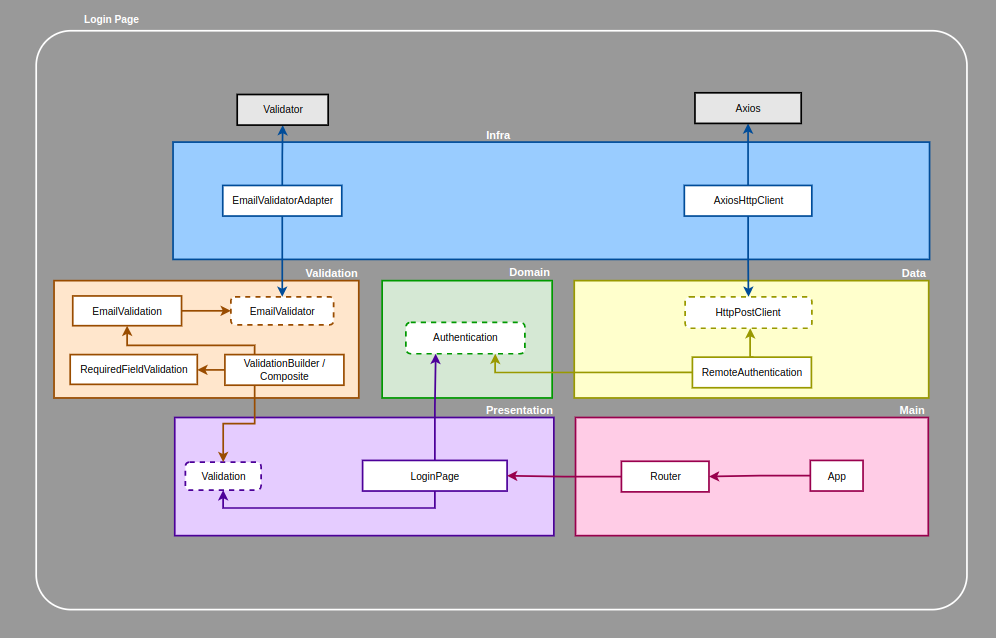 Login Page
Validator
Axios
Infra
EmailValidatorAdapter
AxiosHttpClient
Validation
Domain
Data
EmailValidation
EmailValidator
Authentication
HttpPostClient
RequiredFieldValidation
ValidationBuilder /
Composite
RemoteAuthentication
Presentation
Main
Validation
LoginPage
Router
App